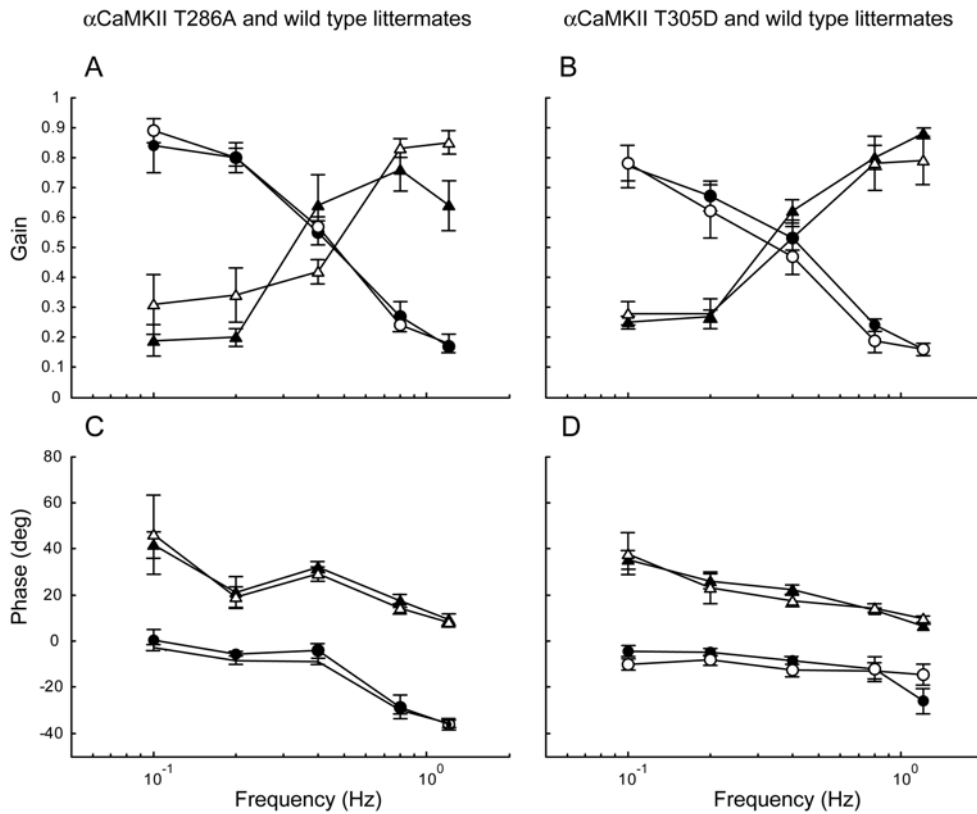 αCaMKII T286A and wild type littermates
αCaMKII T305D and wild type littermates
A
B
Gain
1
0.9
0.8
0.7
0.6
0.5
0.4
0.3
0.2
0.1
0
C
D
Phase (deg)
80
60
40
20
0
-20
-40
10⁻¹
10⁰
10⁻¹
10⁰
Frequency (Hz)
Frequency (Hz)